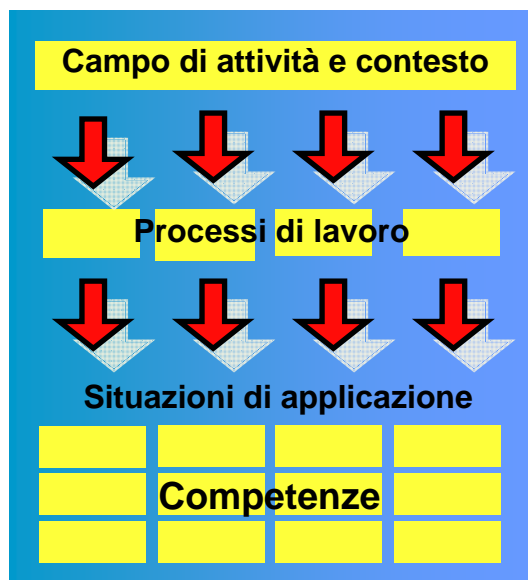 Campo di attività e contesto
Processi di lavoro
Situazioni di applicazione
Competenze